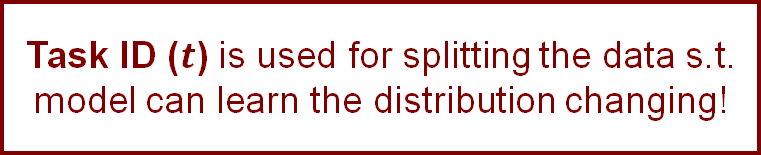 Task ID (t) is used for splitting the data s.t.
model can learn the distribution changing!